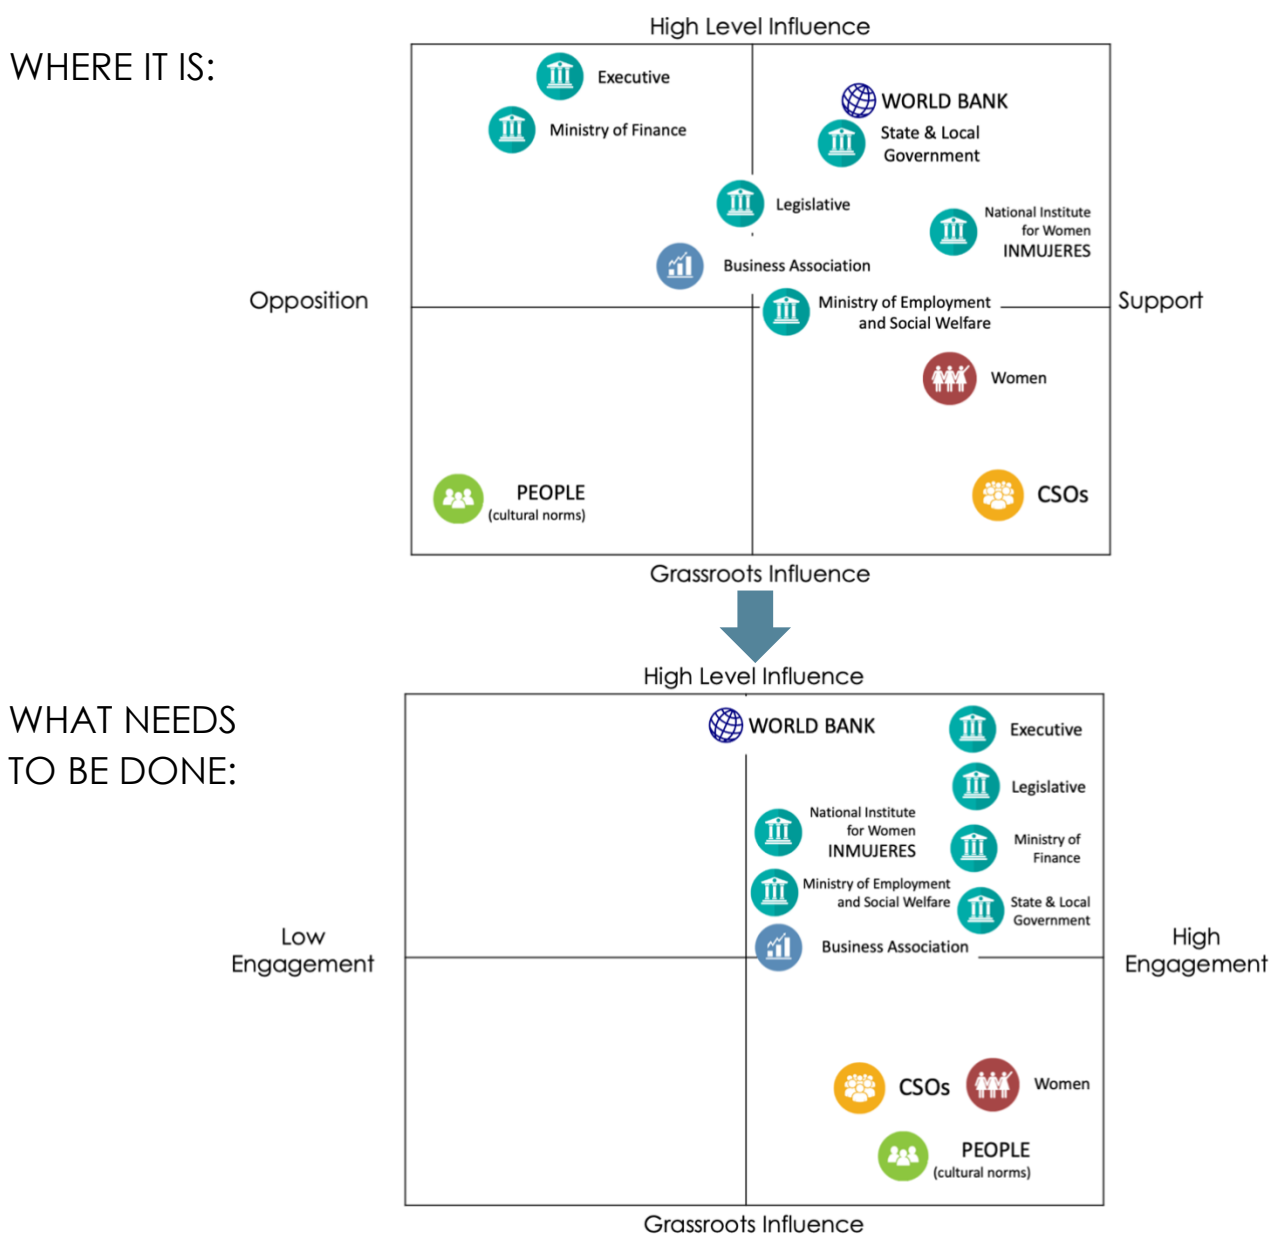 High Level Influence
WHERE IT IS:
Executive
WORLD BANK
Ministry of Finance
State & Local
Government
Legislative
National Institute
for Women
INMUJERES
Business Association
Opposition
Ministry of Employment
and Social Welfare
Support
Women
PEOPLE
(cultural norms)
CSOs
Grassroots Influence
High Level Influence
WHAT NEEDS
TO BE DONE:
WORLD BANK
Executive
Legislative
National Institute
for Women
INMUJERES
Ministry of
Finance
Ministry of Employment
and Social Welfare
State & Local
Government
Low
Engagement
Business Association
High
Engagement
CSOs
Women
PEOPLE
(cultural norms)
Grassroots Influence